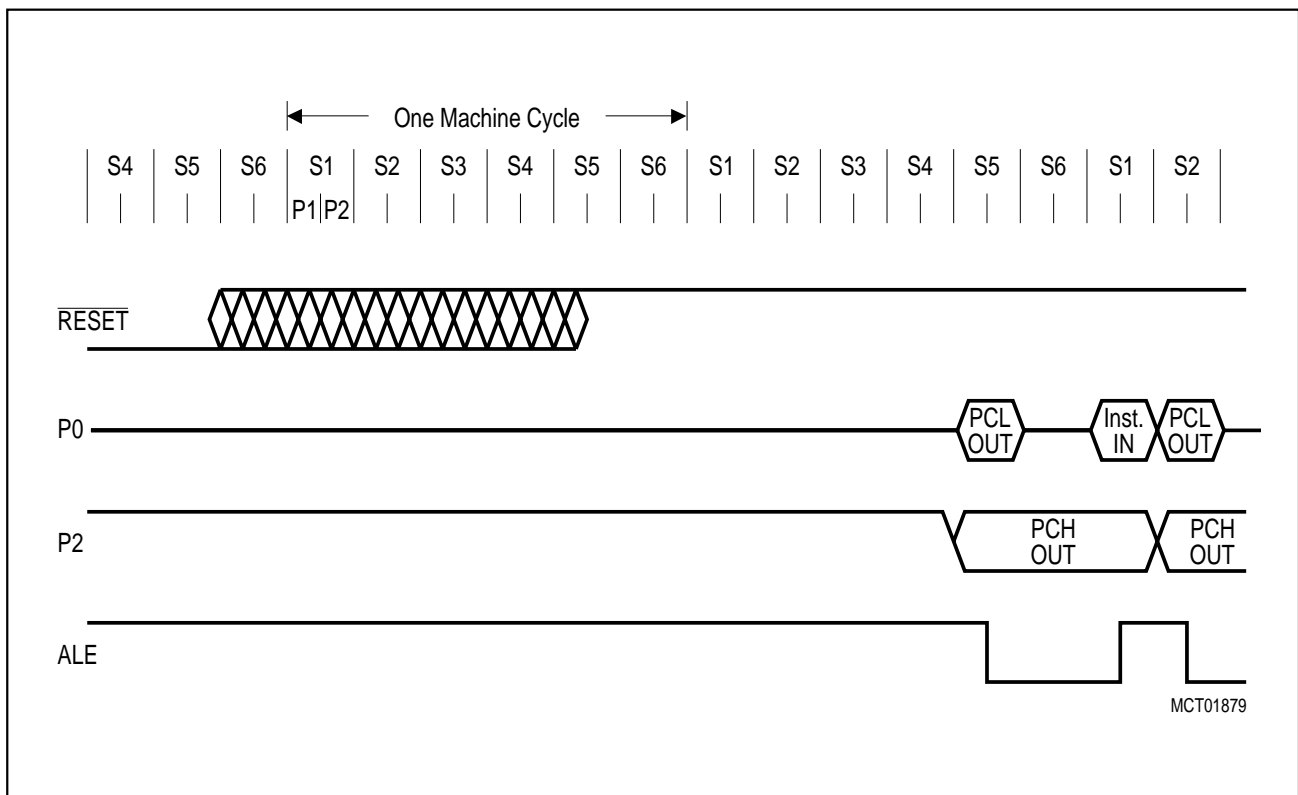 One Machine Cycle
S4 S5 S6 S1 S2 S3 S4 S5 S6 S1 S2 S3 S4 S5 S6 S1 S2
P1 P2
RESET
P0
PCL OUT
Inst. IN
PCL OUT
P2
PCH OUT
PCH OUT
ALE
MCT01879